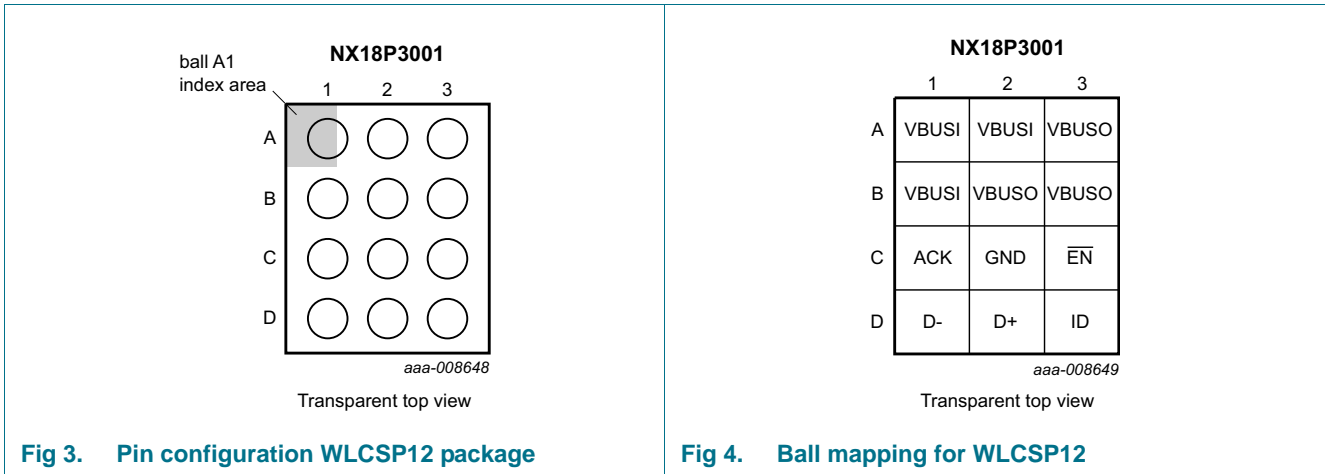 NX18P3001
ball A1
index area
1 2 3
A
B
C
D
aaa-008648
Transparent top view
Fig 3. Pin configuration WLCSP12 package
NX18P3001
1 2 3
A VBUSI VBUSI VBUSO
B VBUSI VBUSO VBUSO
C ACK GND E̅N̅
D D- D+ ID
aaa-008649
Transparent top view
Fig 4. Ball mapping for WLCSP12